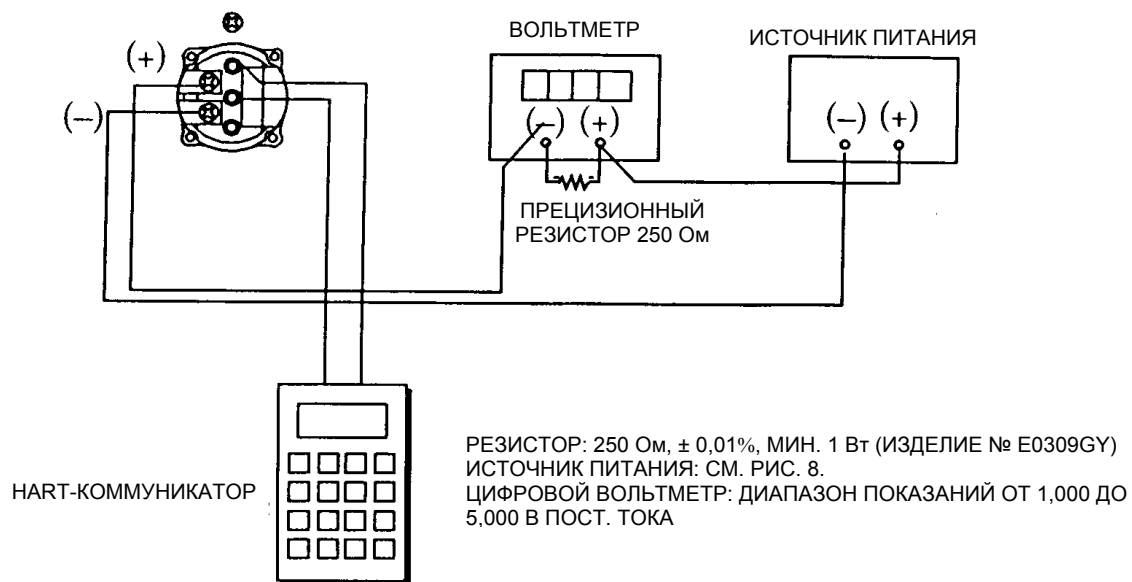 ВОЛЬТМЕТР
ИСТОЧНИК ПИТАНИЯ
(+)
(−)
(−) (+)
(−) (+)
ПРЕЦИЗИОННЫЙ
РЕЗИСТОР 250 Ом
HART-КОММУНИКАТОР
РЕЗИСТОР: 250 Ом, ± 0,01%, МИН. 1 Вт (ИЗДЕЛИЕ № E0309GY)
ИСТОЧНИК ПИТАНИЯ: СМ. РИС. 8.
ЦИФРОВОЙ ВОЛЬТМЕТР: ДИАПАЗОН ПОКАЗАНИЙ ОТ 1,000 ДО
5,000 В ПОСТ. ТОКА